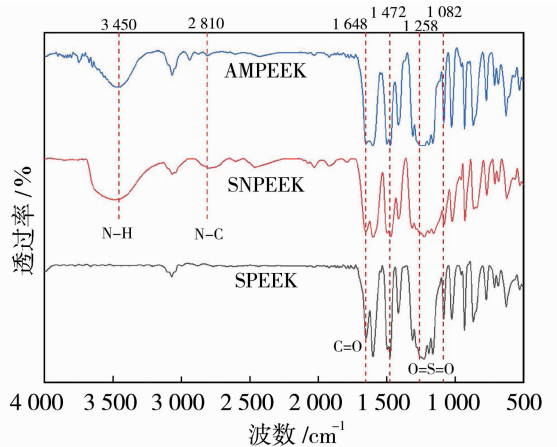 3 450 2 810 1 648 1 472 1 258 1 082
AMPEEK
SNPEEK
N−H N−C
SPEEK
C=O O=S=O
透过率/%
4 000 3 500 3 000 2 500 2 000 1 500 1 000 500
波数/cm⁻¹